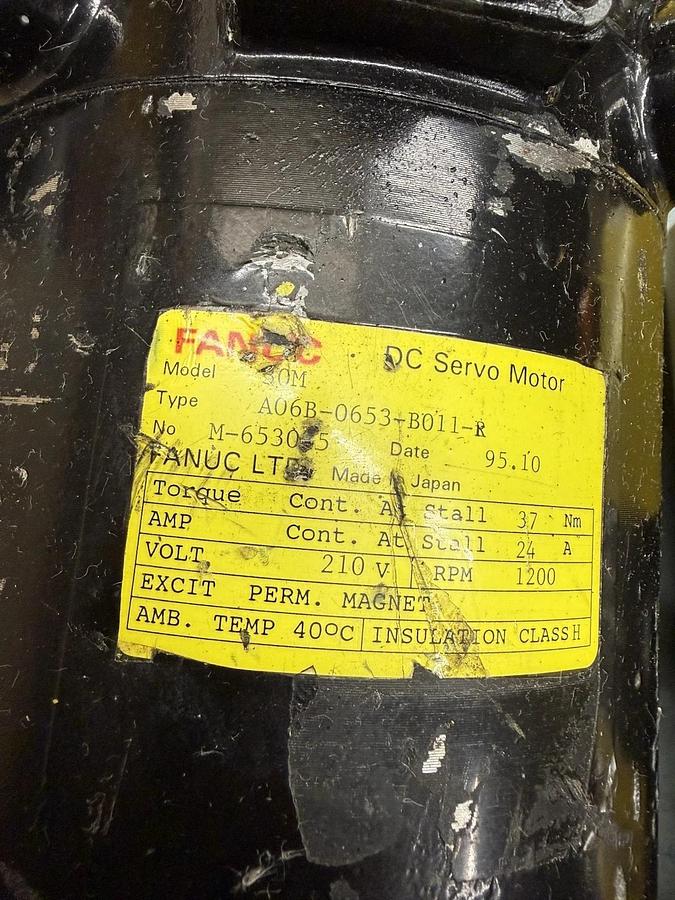 FANUC DC Servo Motor
Model 30M
Type A06B-0653-B011-R
No Date 95.10
FANUC LTD Made in Japan
Torque Cont. At Stall 37 Nm
AMP Cont. At Stall 24 A
VOLT 210 V RPM 1200
EXCIT PERM. MAGNET
AMB. TEMP 40°C INSULATION CLASS H